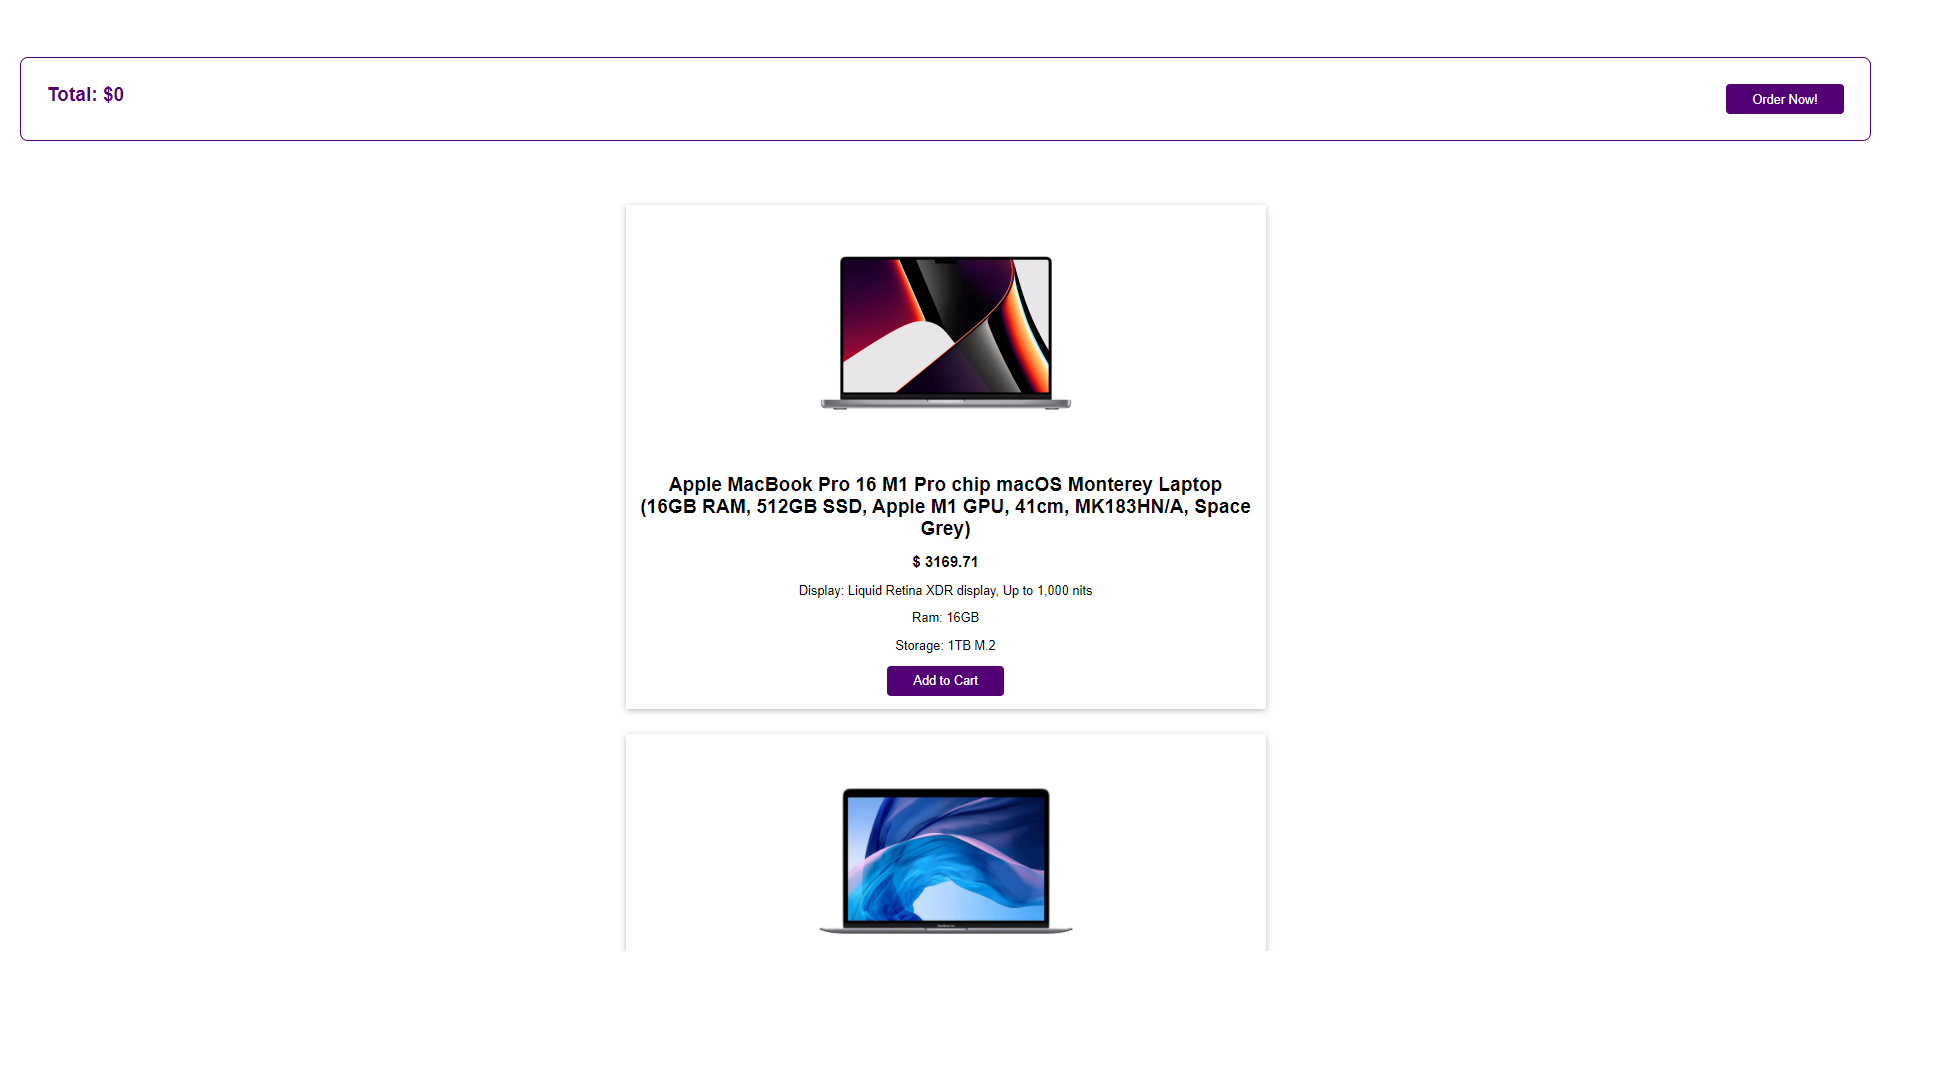 Total: $0
Order Now!
Apple MacBook Pro 16 M1 Pro chip macOS Monterey Laptop
(16GB RAM, 512GB SSD, Apple M1 GPU, 41cm, MK183HN/A, Space
Grey)
$ 3169.71
Display: Liquid Retina XDR display, Up to 1,000 nits
Ram: 16GB
Storage: 1TB M.2
Add to Cart